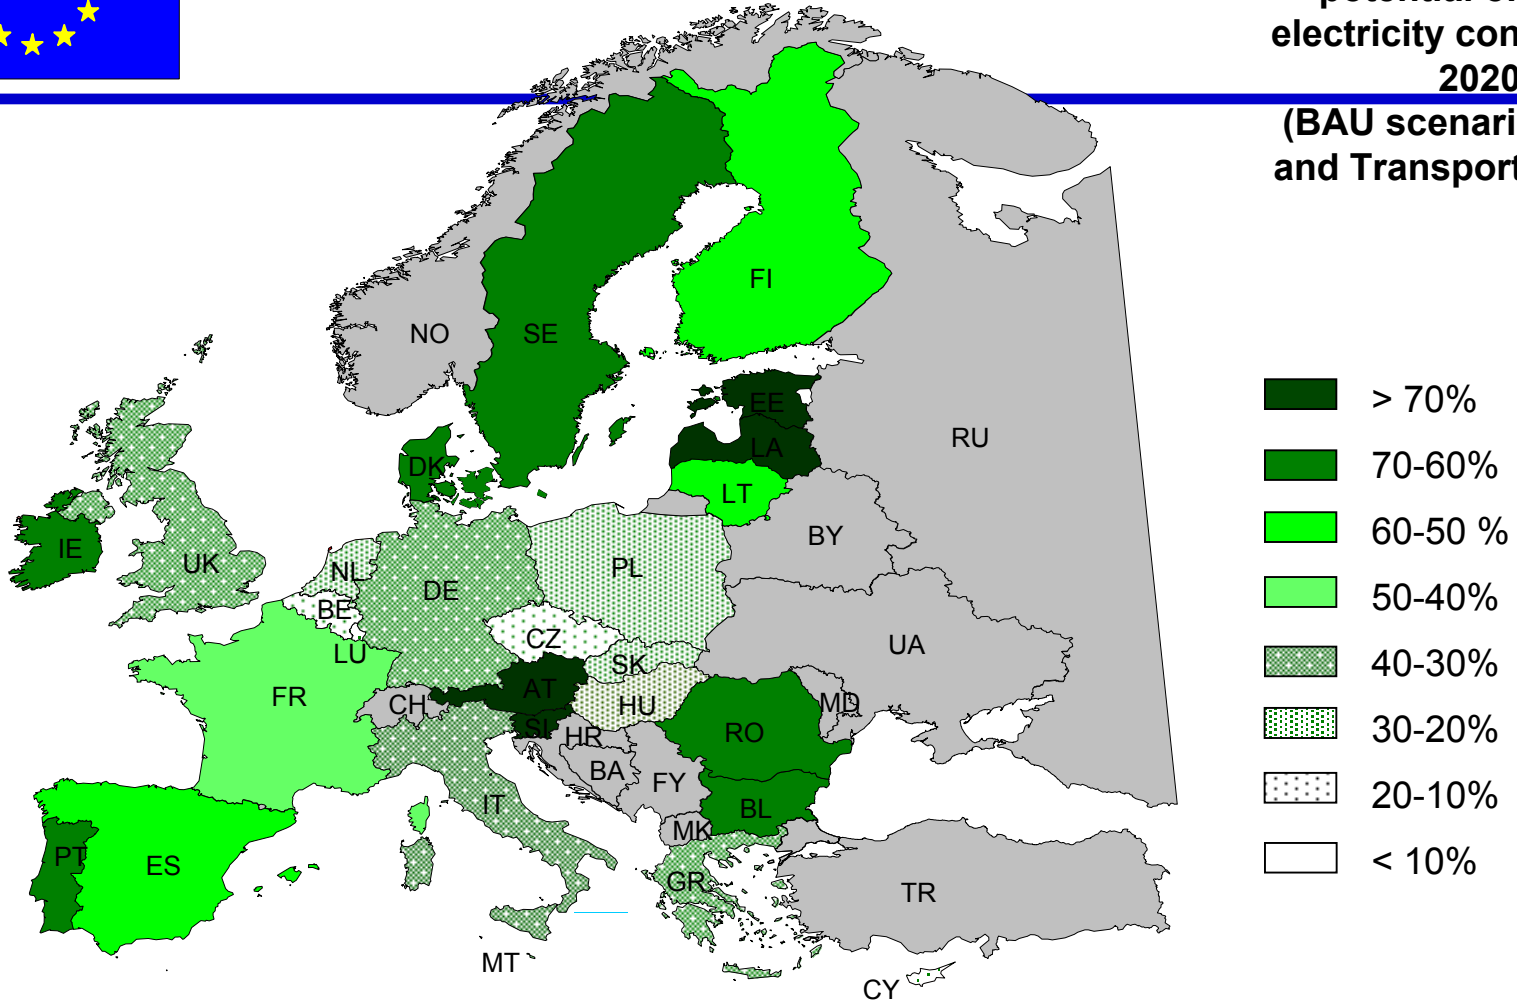 electricity con
2020
(BAU scenari
and Transport
NO
SE
FI
RU
EE
LA
LT
DK
BY
IE
UK
NL
DE
PL
BE
CZ
LU
SK
UA
FR
CH
AT
HU
MD
SI
HR
RO
BA
FY
IT
BL
MK
PT
ES
GR
TR
MT
CY
> 70%
70-60%
60-50 %
50-40%
40-30%
30-20%
20-10%
< 10%